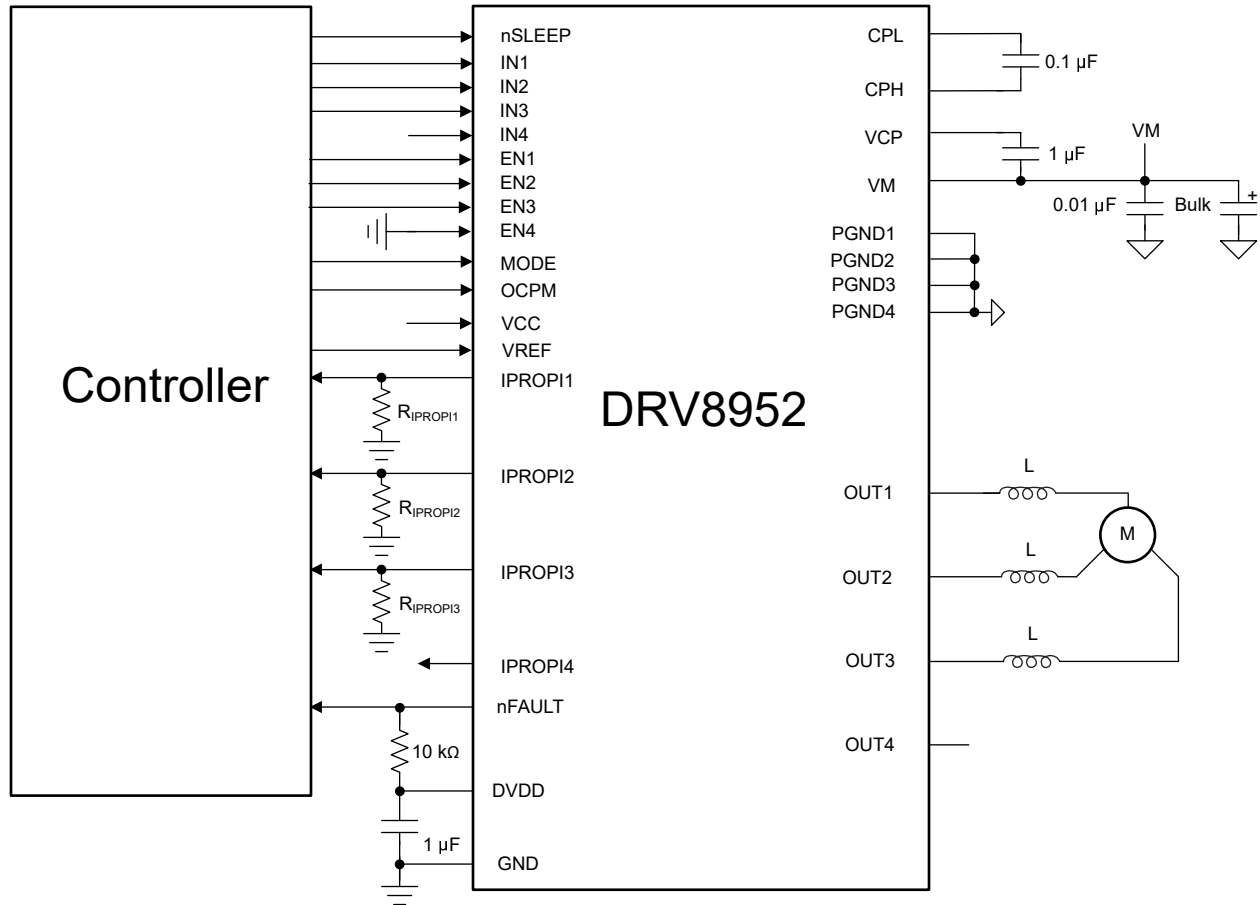 Controller
DRV8952
nSLEEP
IN1
IN2
IN3
IN4
EN1
EN2
EN3
EN4
MODE
OCPM
VCC
VREF
IPROPI1
IPROPI2
IPROPI3
IPROPI4
nFAULT
DVDD
GND
RIPROPI1
RIPROPI2
RIPROPI3
10 kΩ
1 µF
CPL
CPH
VCP
VM
PGND1
PGND2
PGND3
PGND4
OUT1
OUT2
OUT3
OUT4
0.1 µF
1 µF
VM
0.01 µF
Bulk
+
L
L
L
M